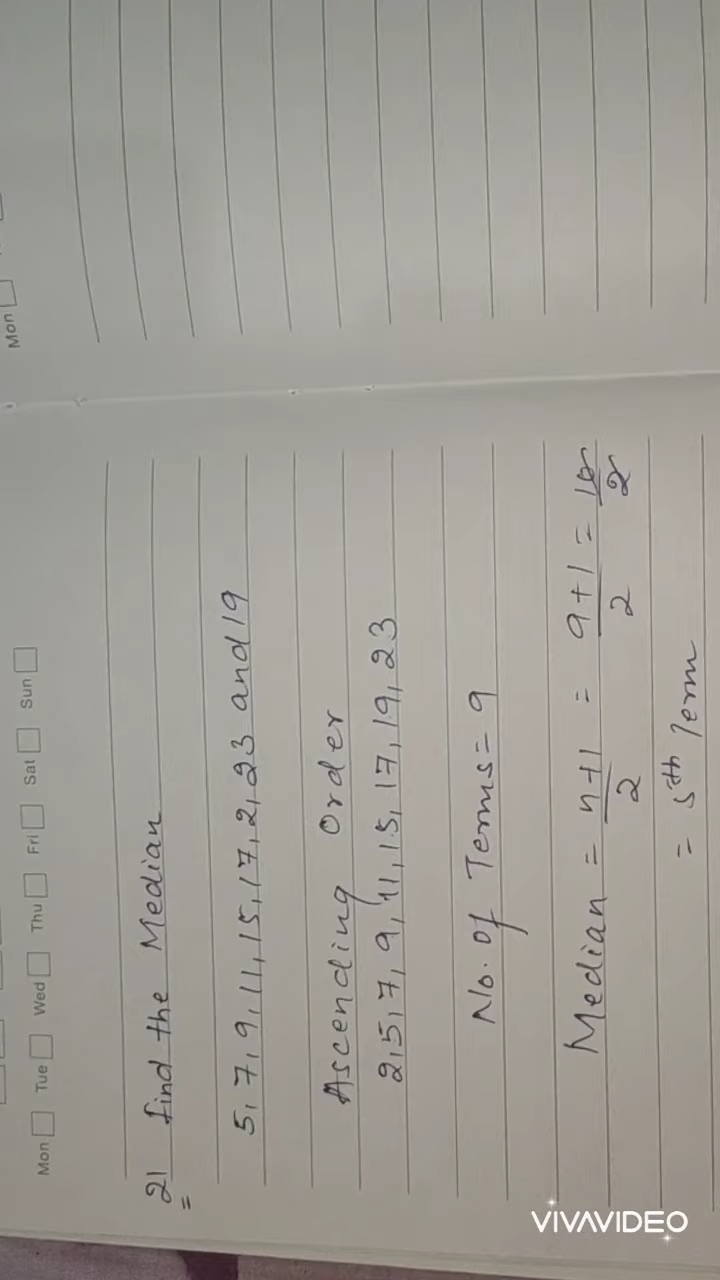 Mon
Mon Tue Wed Thu Fri Sat Sun
21 find the Median
5, 7, 9, 11, 15, 17, 2, 23 and 19
Ascending Order
2, 5, 7, 9, 11, 15, 17, 19, 23
No. of Terms = 9
Median = n+1/2 = 9+1/2 = 10/2
= 5th Term
VIVAVIDEO